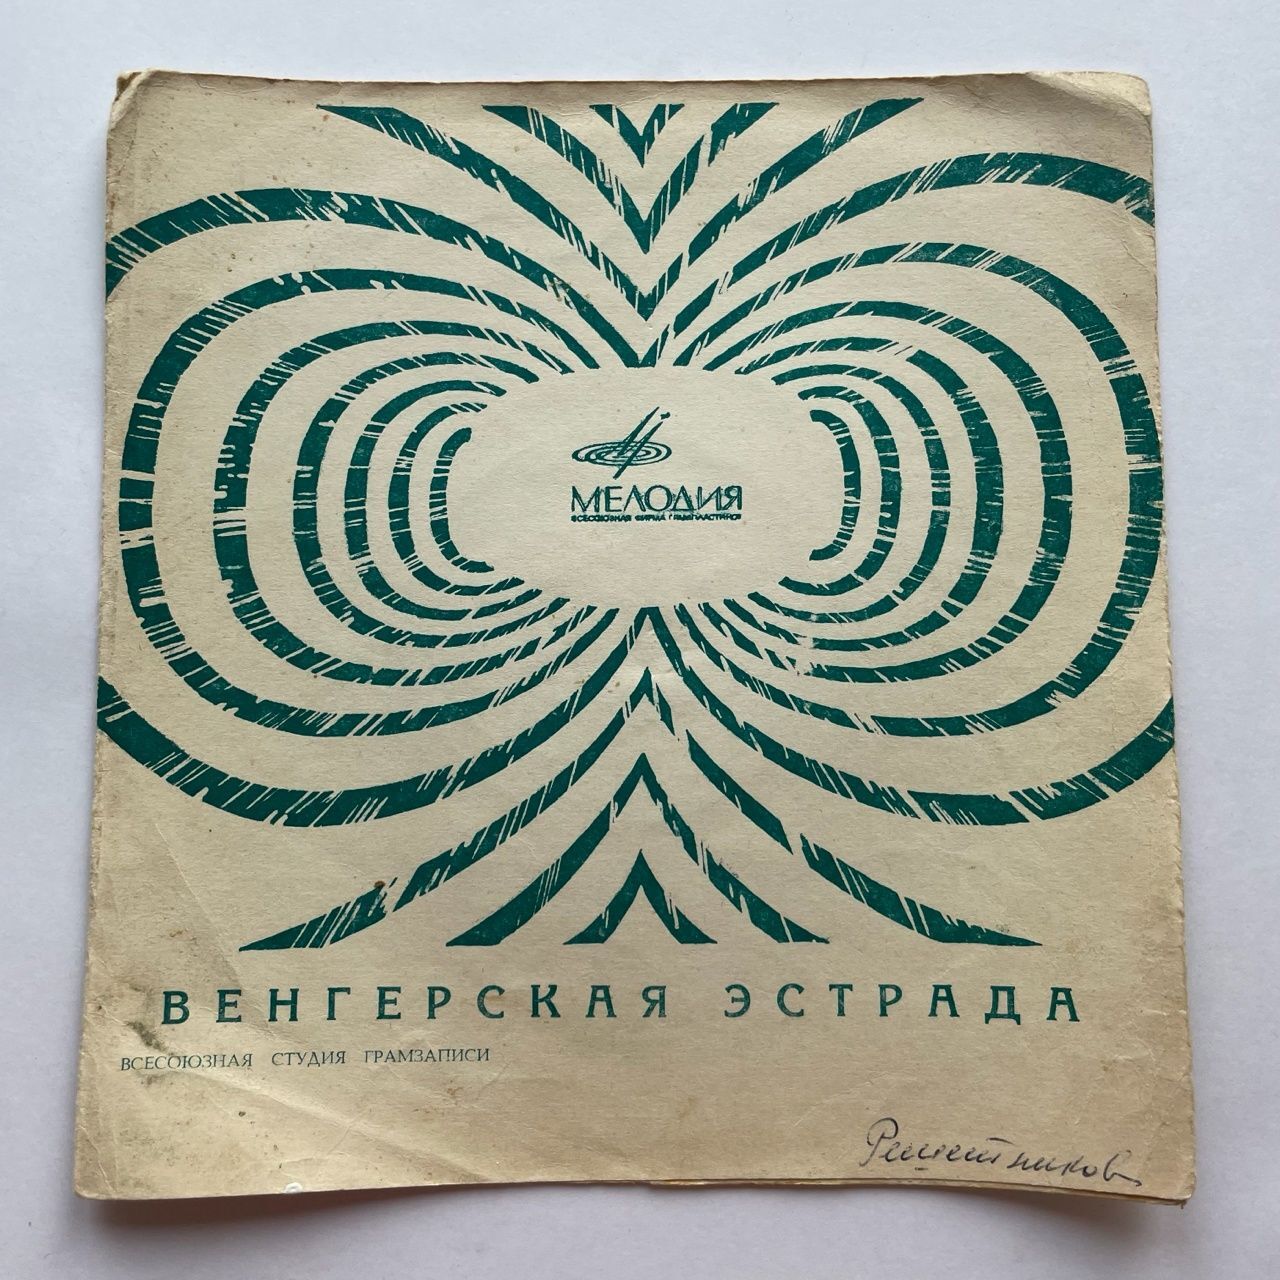 МЕЛОДИЯ
ВСЕСОЮЗНАЯ ФИРМА ГРАМПЛАСТИНОК
ВЕНГЕРСКАЯ ЭСТРАДА
ВСЕСОЮЗНАЯ СТУДИЯ ГРАМЗАПИСИ
Решетников